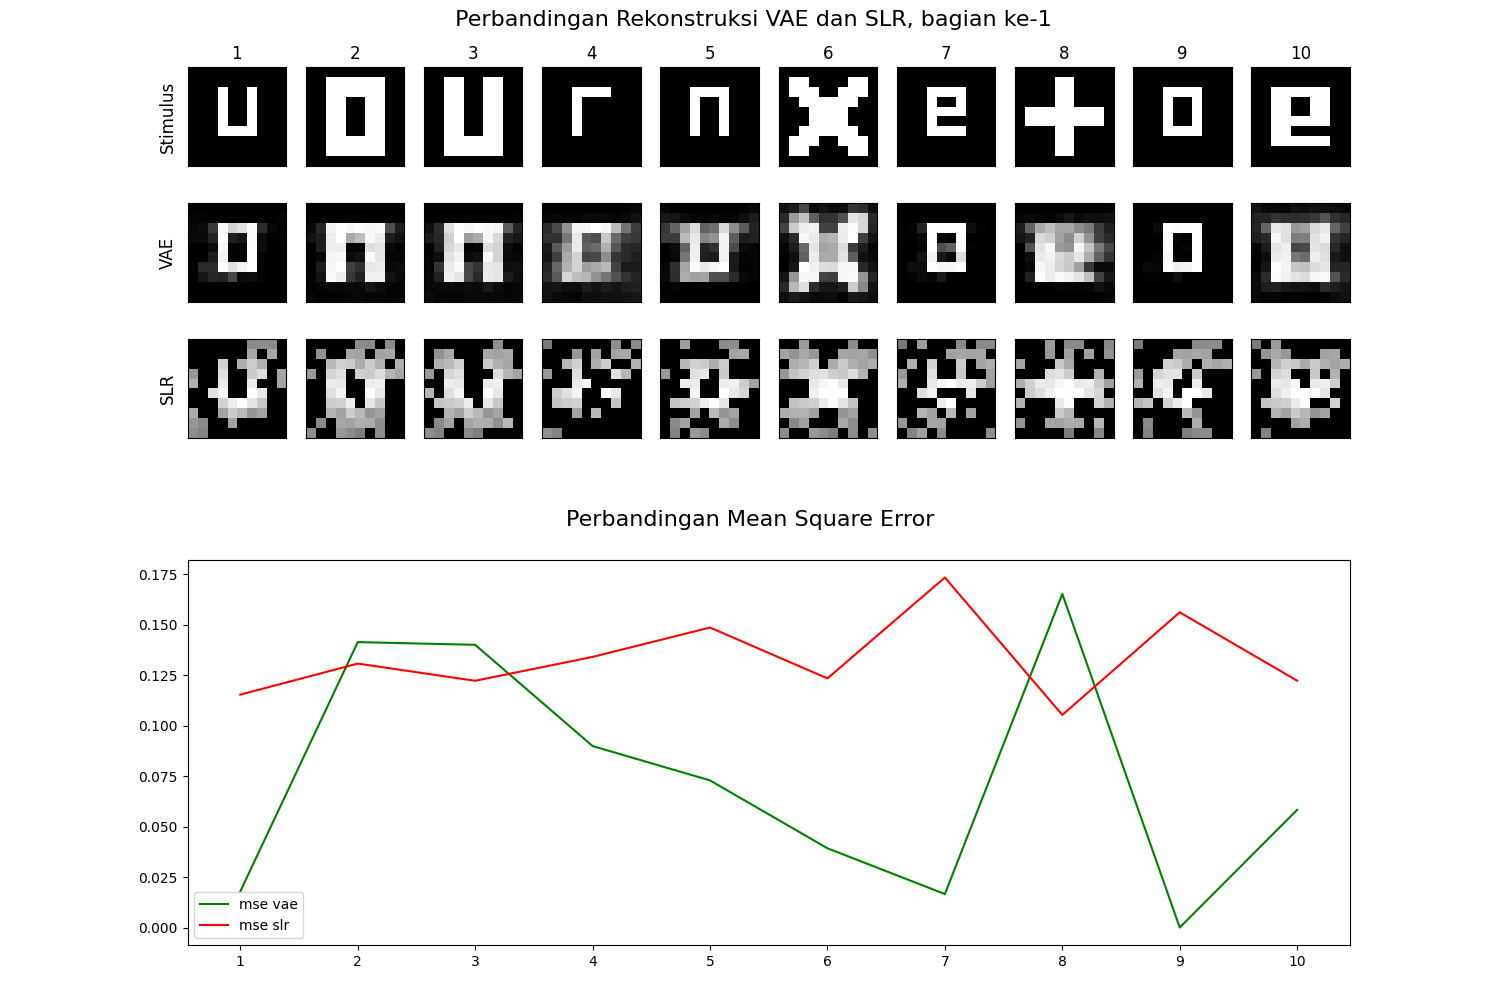 Perbandingan Rekonstruksi VAE dan SLR, bagian ke-1
1 2 3 4 5 6 7 8 9 10
Stimulus
u O U r n X e + o e
VAE
SLR
Perbandingan Mean Square Error
0.175
0.150
0.125
0.100
0.075
0.050
0.025
0.000
mse vae
mse slr
1 2 3 4 5 6 7 8 9 10